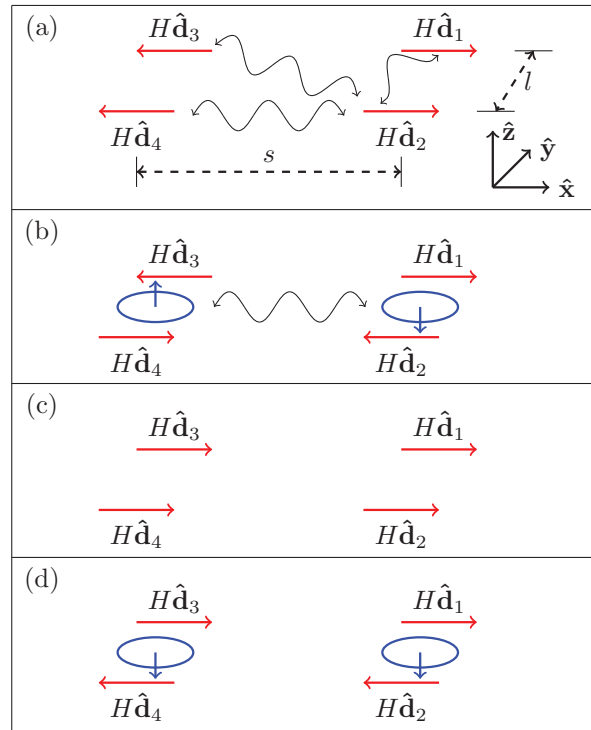 (a) Hd̂₃ Hd̂₁
l
Hd̂₄ Hd̂₂ ẑ
s ŷ
x̂
(b) Hd̂₃ Hd̂₁
Hd̂₄ Hd̂₂
(c) Hd̂₃ Hd̂₁
Hd̂₄ Hd̂₂
(d) Hd̂₃ Hd̂₁
Hd̂₄ Hd̂₂